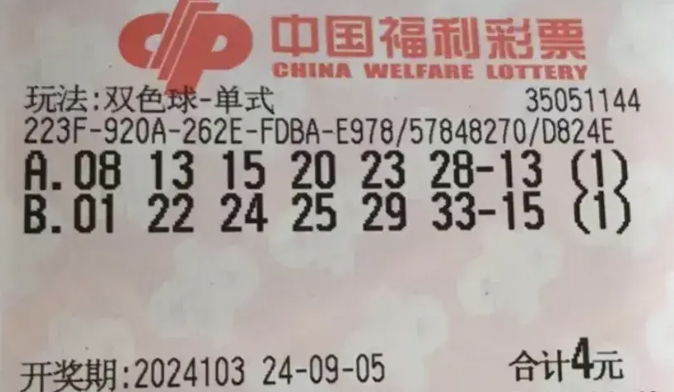 中国福利彩票
CHINA WELFARE LOTTERY
玩法:双色球-单式 35051144
223F-920A-262E-FDBA-E978/57848270/D824E
A.08 13 15 20 23 28-13 (1)
B.01 22 24 25 29 33-15 (1)
开奖期:2024103 24-09-05 合计4元